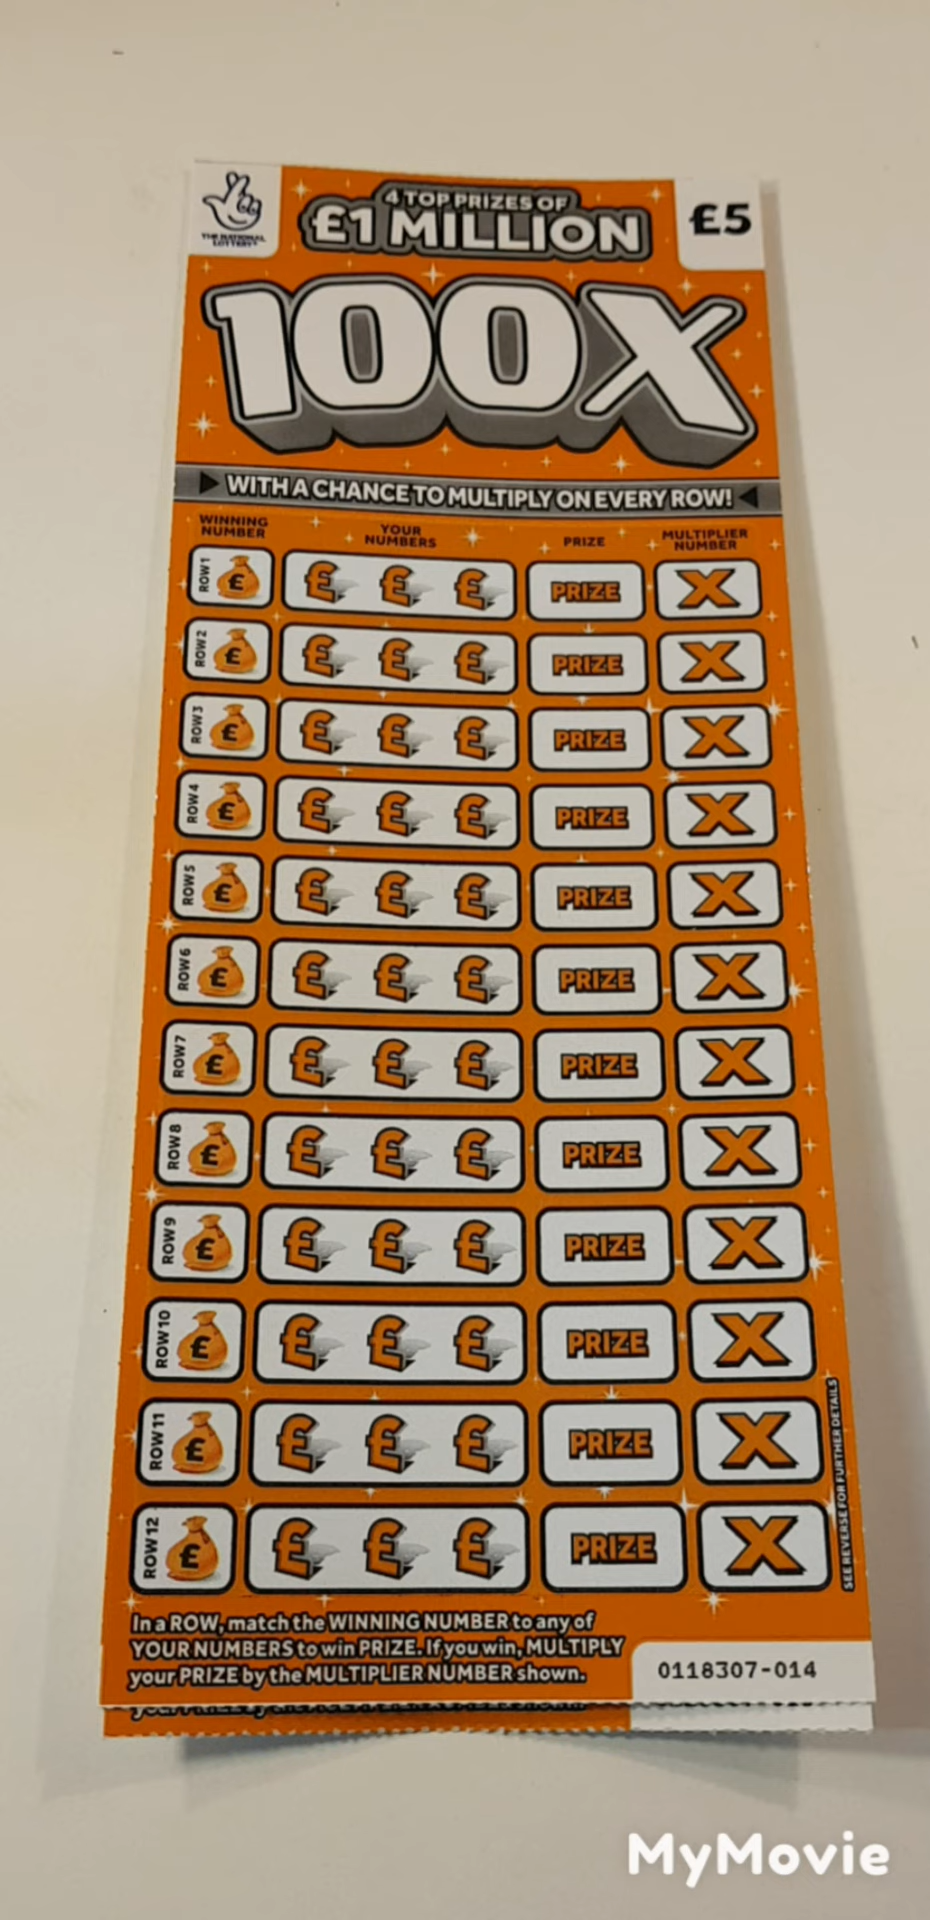 THE NATIONAL
LOTTERY®
4 TOP PRIZES OF
£1 MILLION
£5
100X
WITH A CHANCE TO MULTIPLY ON EVERY ROW!
WINNING NUMBER YOUR NUMBERS PRIZE MULTIPLIER NUMBER
ROW 1 £ £ £ £ PRIZE X
ROW 2 £ £ £ £ PRIZE X
ROW 3 £ £ £ £ PRIZE X
ROW 4 £ £ £ £ PRIZE X
ROW 5 £ £ £ £ PRIZE X
ROW 6 £ £ £ £ PRIZE X
ROW 7 £ £ £ £ PRIZE X
ROW 8 £ £ £ £ PRIZE X
ROW 9 £ £ £ £ PRIZE X
ROW 10 £ £ £ £ PRIZE X
ROW 11 £ £ £ £ PRIZE X
ROW 12 £ £ £ £ PRIZE X
SEE REVERSE FOR FURTHER DETAILS
In a ROW, match the WINNING NUMBER to any of
YOUR NUMBERS to win PRIZE. If you win, MULTIPLY
your PRIZE by the MULTIPLIER NUMBER shown.
0118307-014
MyMovie